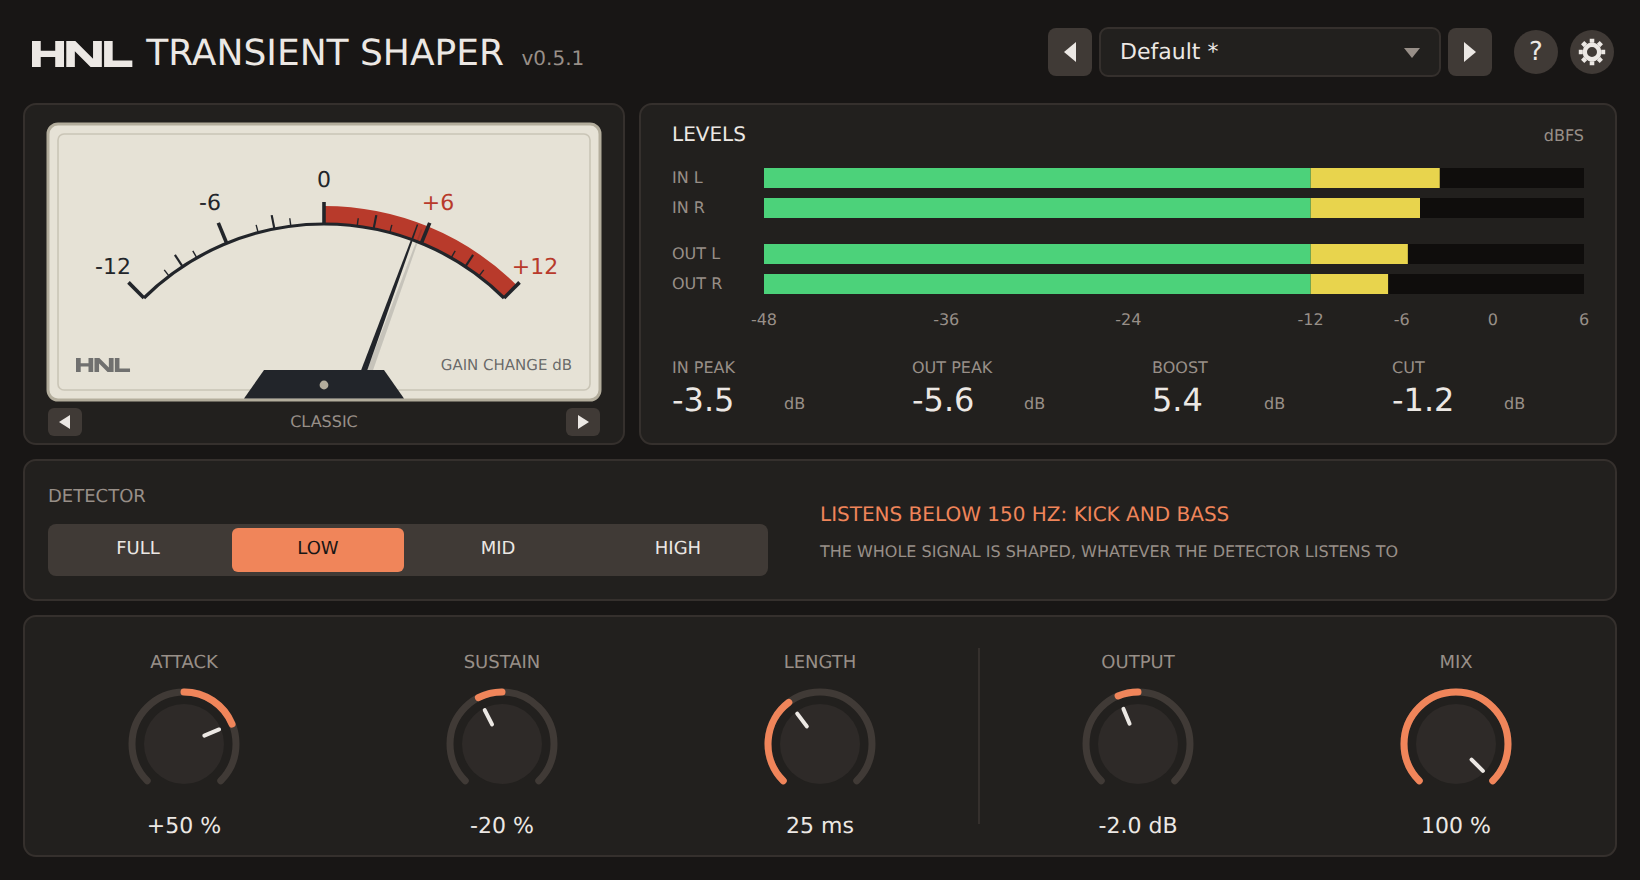 HNL TRANSIENT SHAPER v0.5.1
Default *
?
-12 -6 0 +6 +12
HNL
GAIN CHANGE dB
CLASSIC
LEVELS dBFS
IN L
IN R
OUT L
OUT R
-48 -36 -24 -12 -6 0 6
IN PEAK OUT PEAK BOOST CUT
-3.5 dB -5.6 dB 5.4 dB -1.2 dB
DETECTOR
FULL LOW MID HIGH
LISTENS BELOW 150 HZ: KICK AND BASS
THE WHOLE SIGNAL IS SHAPED, WHATEVER THE DETECTOR LISTENS TO
ATTACK SUSTAIN LENGTH OUTPUT MIX
+50 % -20 % 25 ms -2.0 dB 100 %